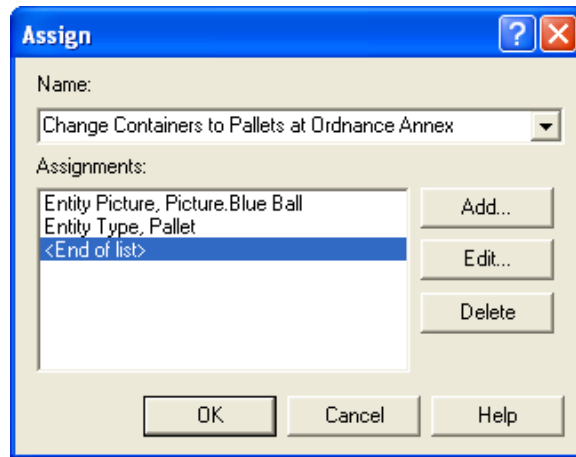 Assign
?
Name:
Change Containers to Pallets at Ordnance Annex
Assignments:
Entity Picture, Picture.Blue Ball
Entity Type, Pallet
<End of list>
Add...
Edit...
Delete
OK
Cancel
Help